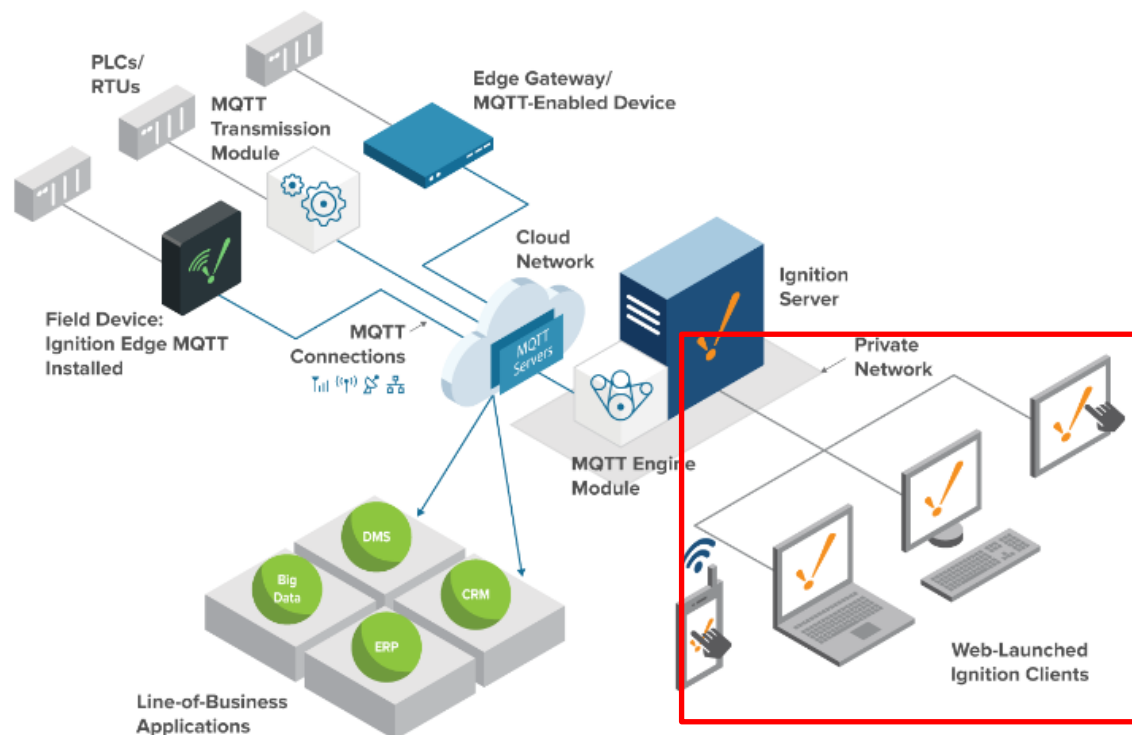 PLCs/
RTUs
MQTT
Transmission
Module
Edge Gateway/
MQTT-Enabled Device
Cloud
Network
Ignition
Server
Field Device:
Ignition Edge MQTT
Installed
MQTT
Connections
MQTT
Servers
Private
Network
MQTT Engine
Module
DMS
Big
Data
CRM
ERP
Web-Launched
Ignition Clients
Line-of-Business
Applications